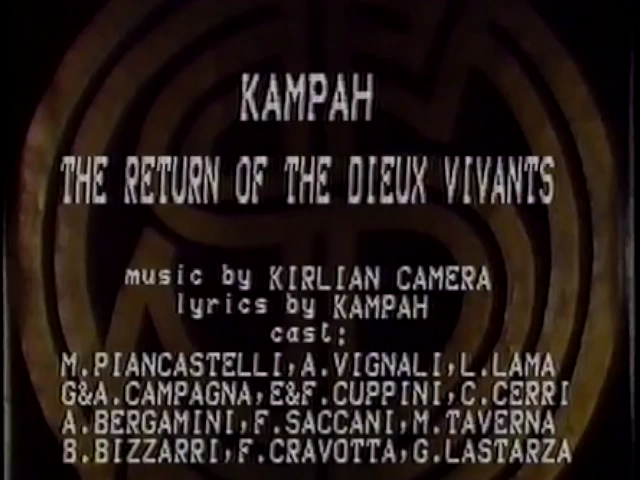 KAMPAH
THE RETURN OF THE DIEUX VIVANTS
music by KIRLIAN CAMERA
lyrics by KAMPAH
cast:
M.PIANCASTELLI,A.VIGNALI,L.LAMA
G&A.CAMPAGNA,E&F.CUPPINI,C.CERRI
A.BERGAMINI,F.SACCANI,M.TAVERNA
B.BIZZARRI,F.CRAVOTTA,G.LASTARZA